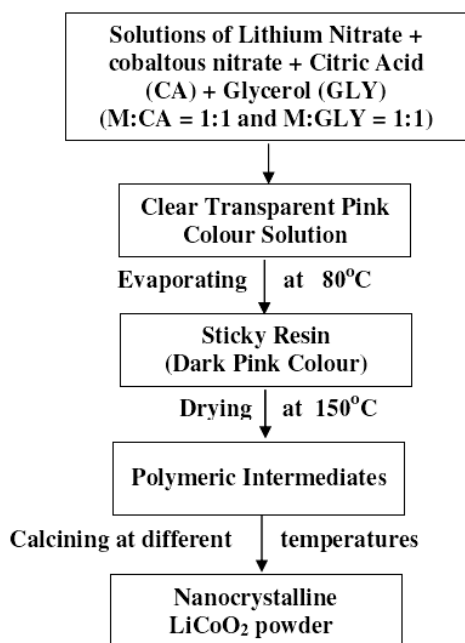 Solutions of Lithium Nitrate +
cobaltous nitrate + Citric Acid
(CA) + Glycerol (GLY)
(M:CA = 1:1 and M:GLY = 1:1)
Clear Transparent Pink
Colour Solution
Evaporating at 80°C
Sticky Resin
(Dark Pink Colour)
Drying at 150°C
Polymeric Intermediates
Calcining at different temperatures
Nanocrystalline
LiCoO₂ powder